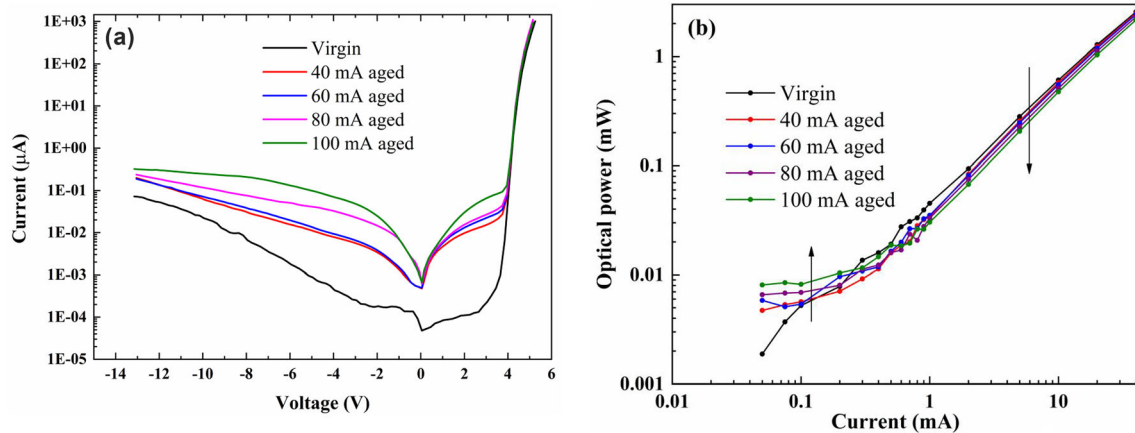 (a)
Virgin
40 mA aged
60 mA aged
80 mA aged
100 mA aged
1E+03
1E+02
1E+01
1E+00
1E-01
1E-02
1E-03
1E-04
1E-05
Current (μA)
-14 -12 -10 -8 -6 -4 -2 0 2 4 6
Voltage (V)
(b)
Virgin
40 mA aged
60 mA aged
80 mA aged
100 mA aged
1
0.1
0.01
0.001
Optical power (mW)
0.01 0.1 1 10
Current (mA)